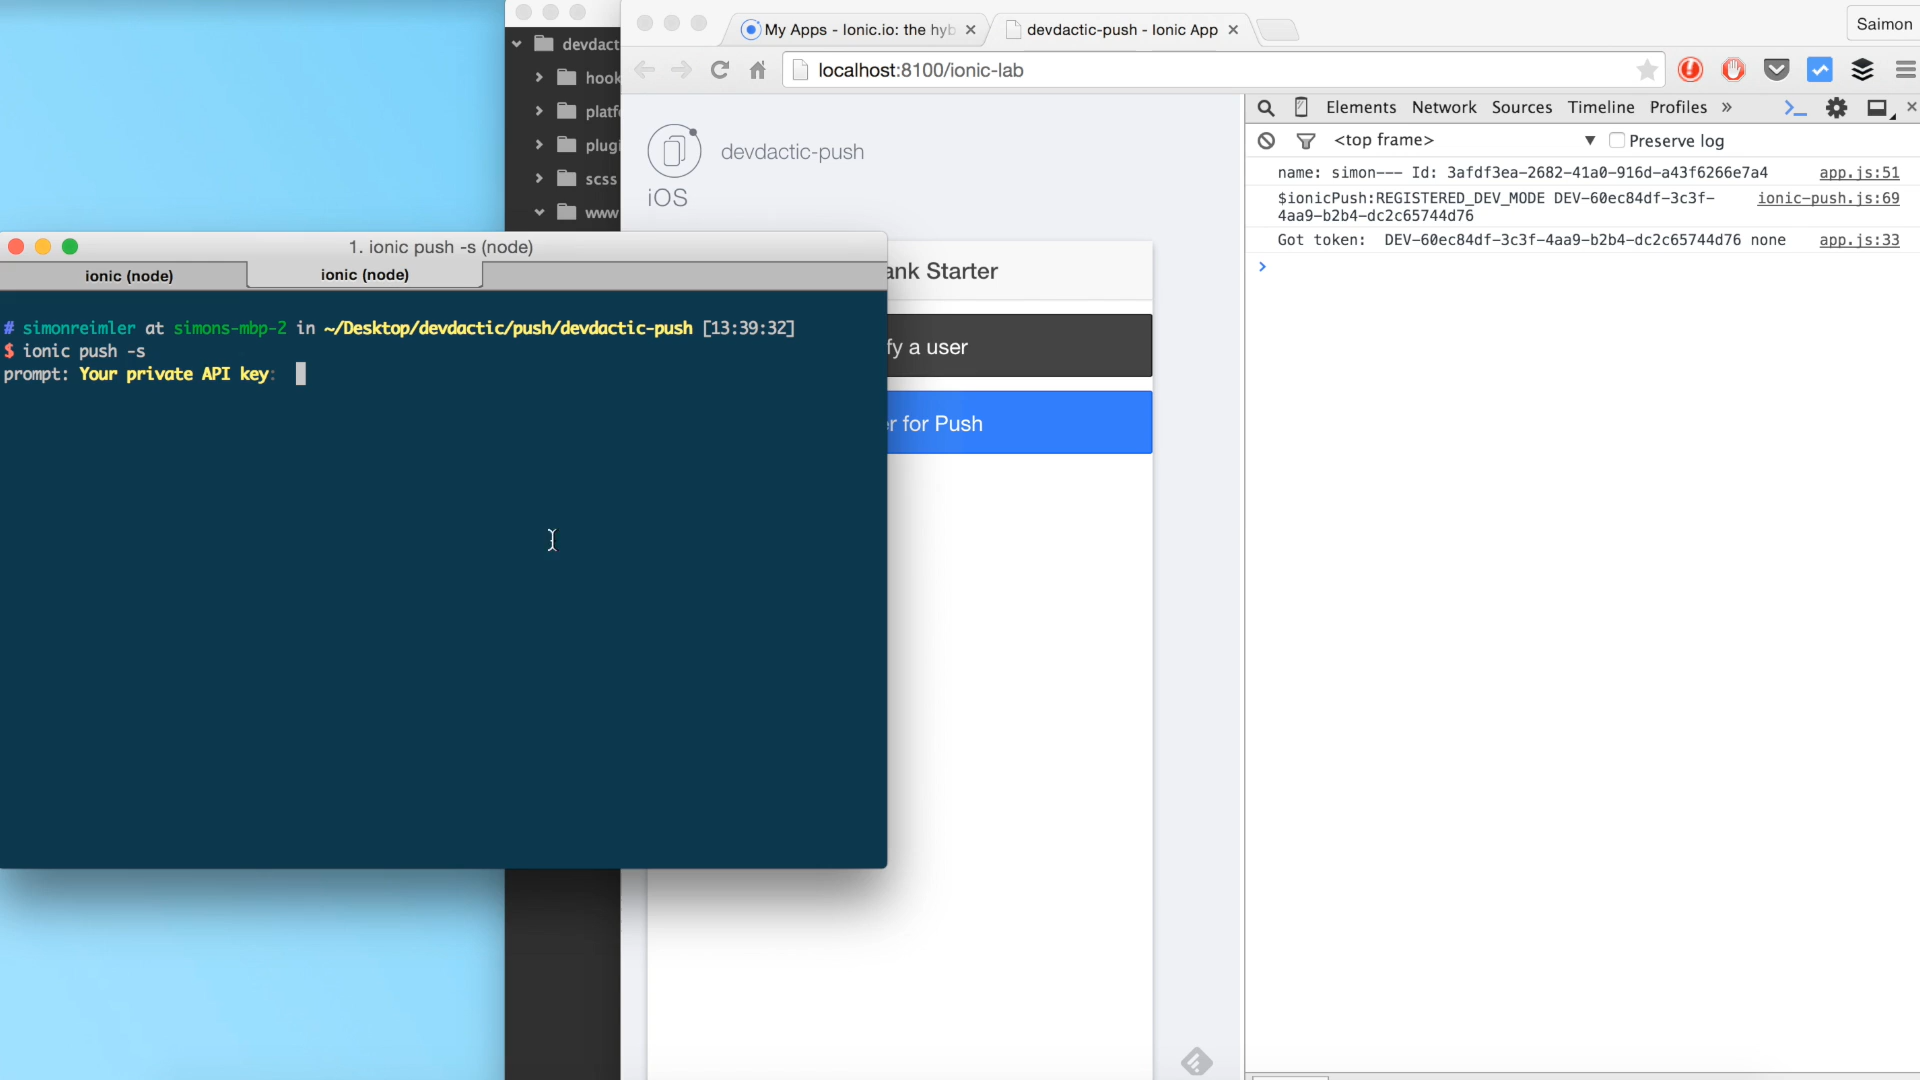 My Apps - Ionic.io: the hyb
devdactic-push - Ionic App
Saimon
localhost:8100/ionic-lab
devdact
hook
platf
plugi
scss
www
devdactic-push
iOS
ank Starter
fy a user
r for Push
1. ionic push -s (node)
ionic (node)
ionic (node)
# simonreimler at simons-mbp-2 in ~/Desktop/devdactic/push/devdactic-push [13:39:32]
$ ionic push -s
prompt: Your private API key:
Elements Network Sources Timeline Profiles »
<top frame> Preserve log
name: simon--- Id: 3afdf3ea-2682-41a0-916d-a43f6266e7a4 app.js:51
$ionicPush:REGISTERED_DEV_MODE DEV-60ec84df-3c3f- ionic-push.js:69
4aa9-b2b4-dc2c65744d76
Got token: DEV-60ec84df-3c3f-4aa9-b2b4-dc2c65744d76 none app.js:33